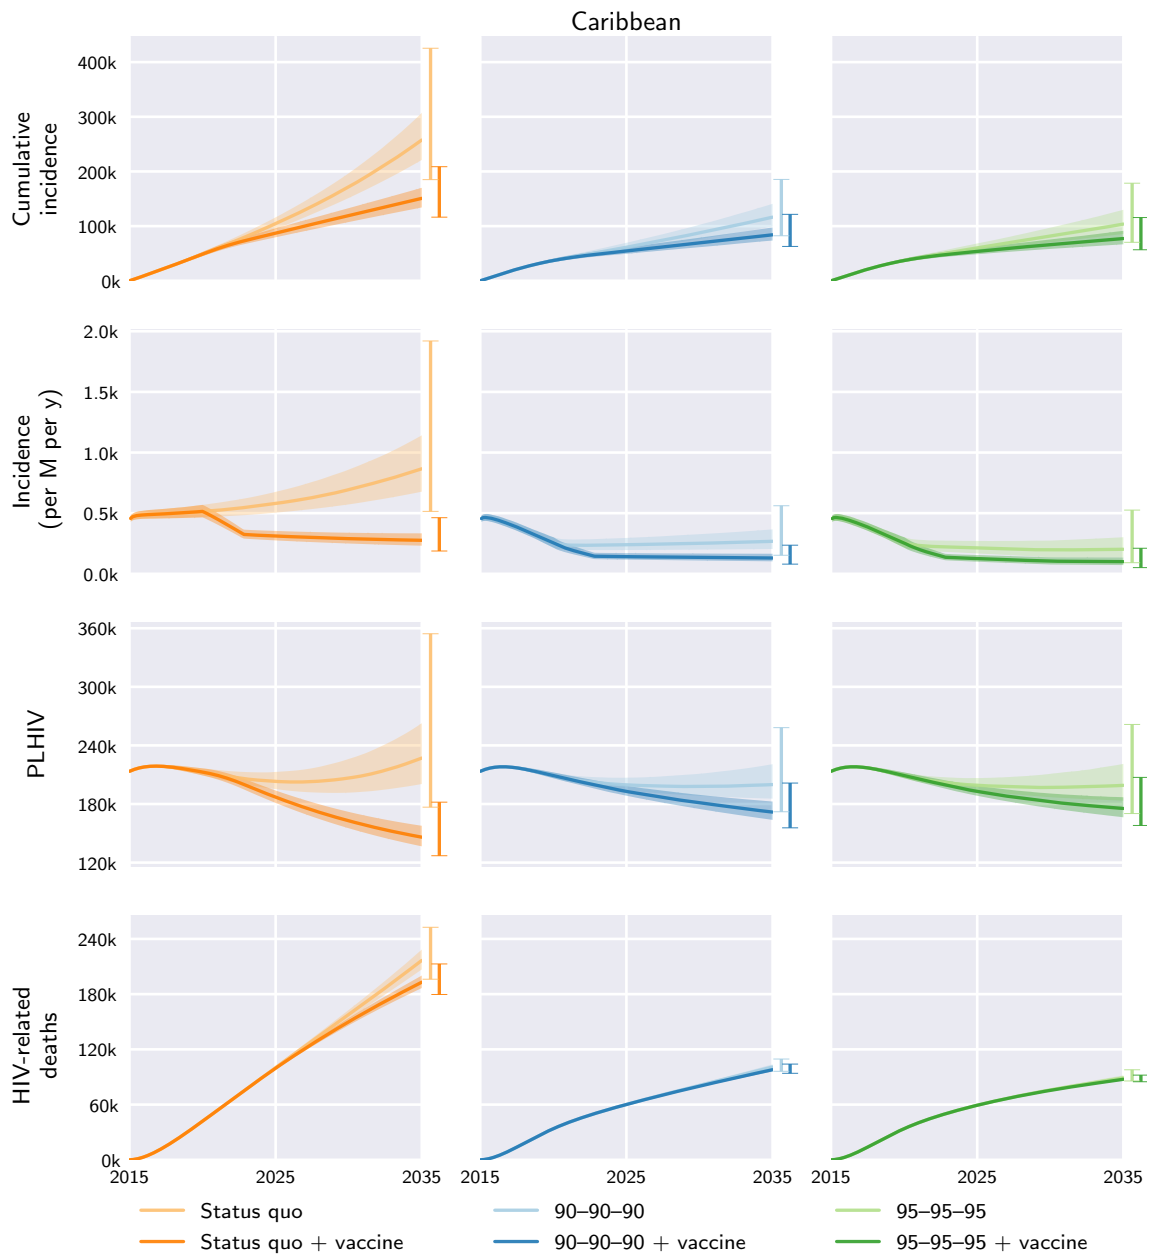 Caribbean
Cumulative
incidence
400k
300k
200k
100k
0k
Incidence
(per M per y)
2.0k
1.5k
1.0k
0.5k
0.0k
PLHIV
360k
300k
240k
180k
120k
HIV-related
deaths
240k
180k
120k
60k
0k
2015 2025 2035 2015 2025 2035 2015 2025 2035
Status quo 90–90–90 95–95–95
Status quo + vaccine 90–90–90 + vaccine 95–95–95 + vaccine